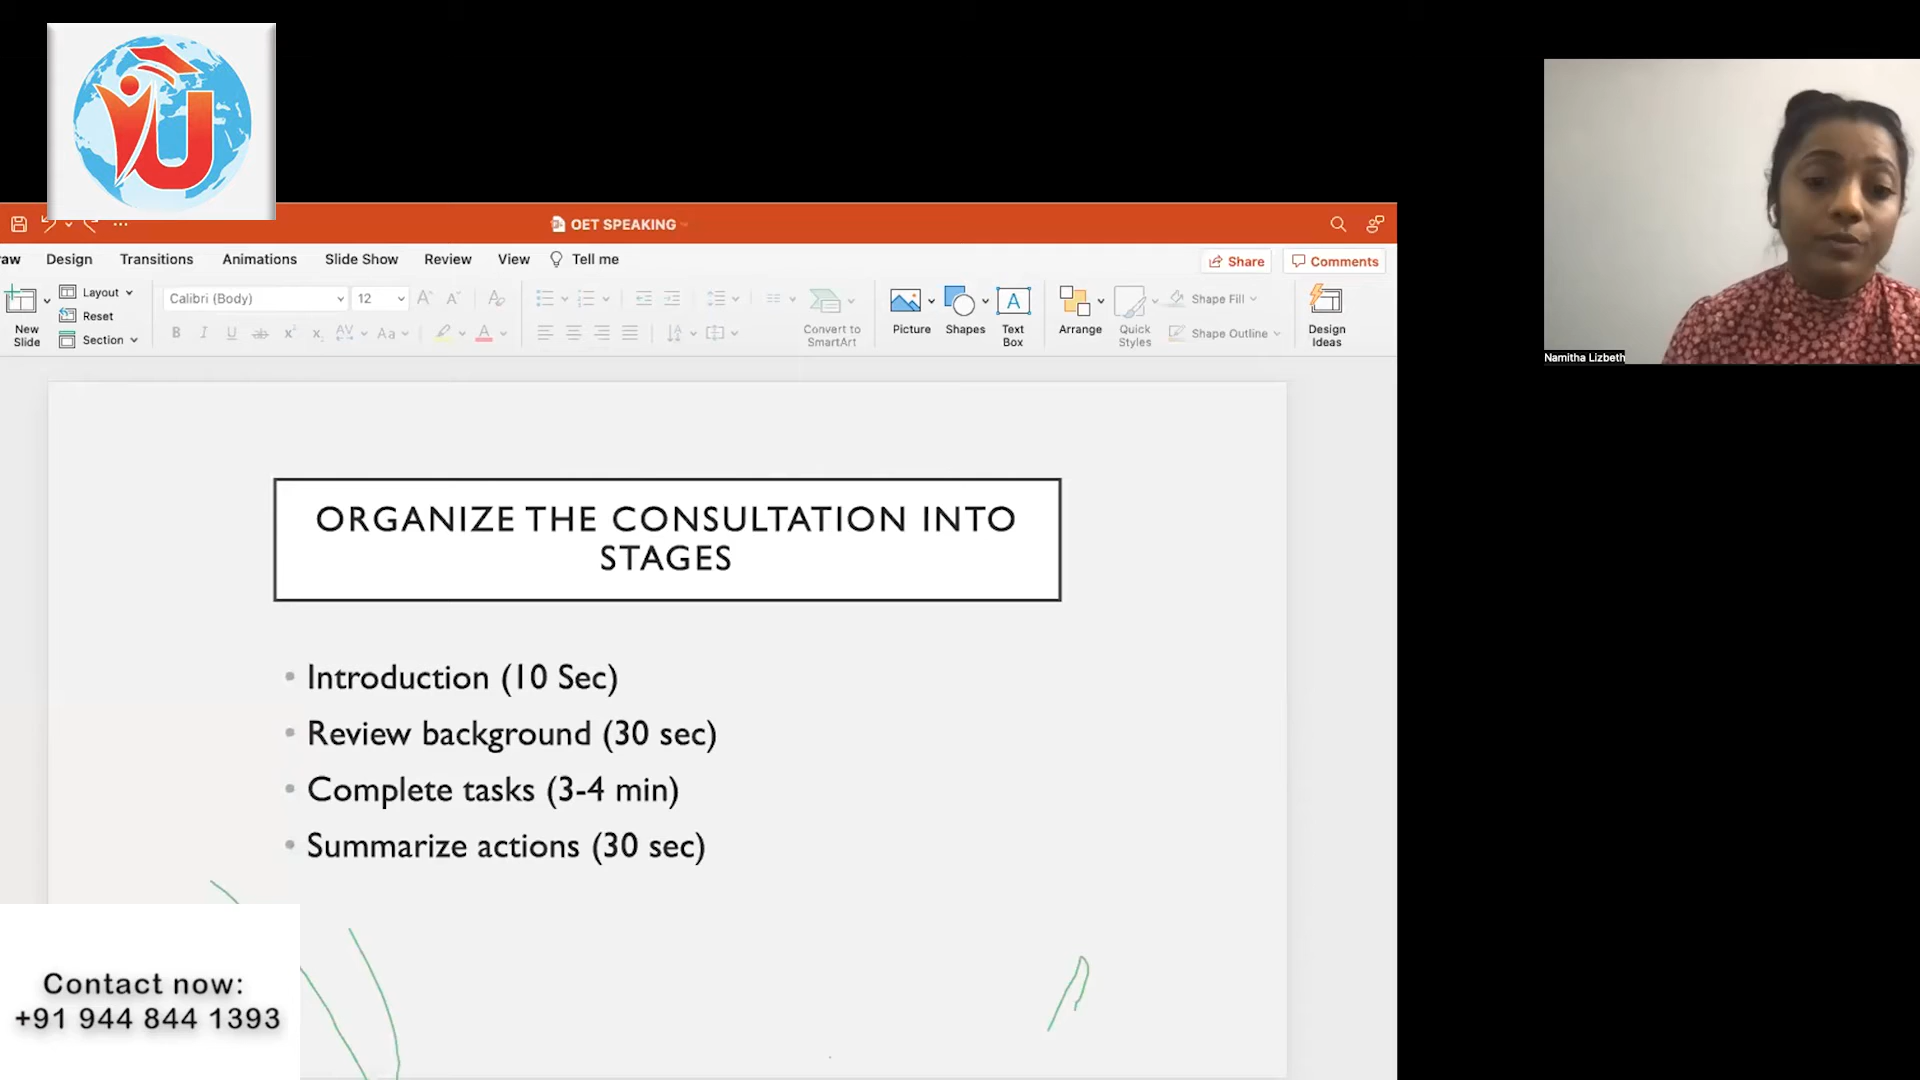 OET SPEAKING
aw Design Transitions Animations Slide Show Review View Tell me Share Comments
New Slide
Layout
Reset
Section
Calibri (Body) 12
Convert to SmartArt
Picture
Shapes
Text Box
Arrange
Quick Styles
Shape Fill
Shape Outline
Design Ideas
Namitha Lizbeth
ORGANIZE THE CONSULTATION INTO
STAGES
• Introduction (10 Sec)
• Review background (30 sec)
• Complete tasks (3-4 min)
• Summarize actions (30 sec)
Contact now:
+91 944 844 1393